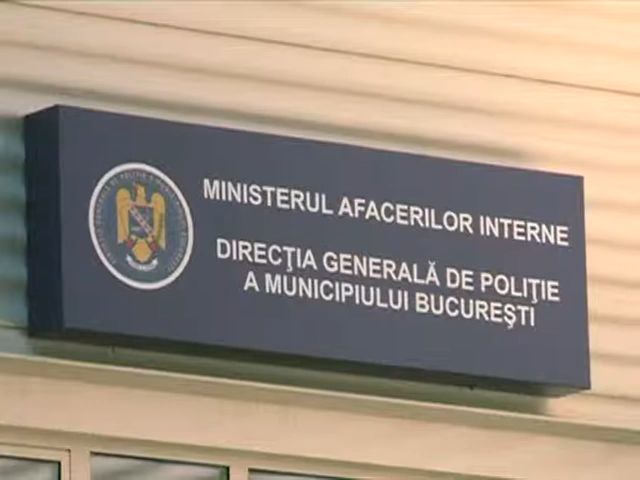 MINISTERUL AFACERILOR INTERNE
DIRECŢIA GENERALĂ DE POLIŢIE
A MUNICIPIULUI BUCUREŞTI